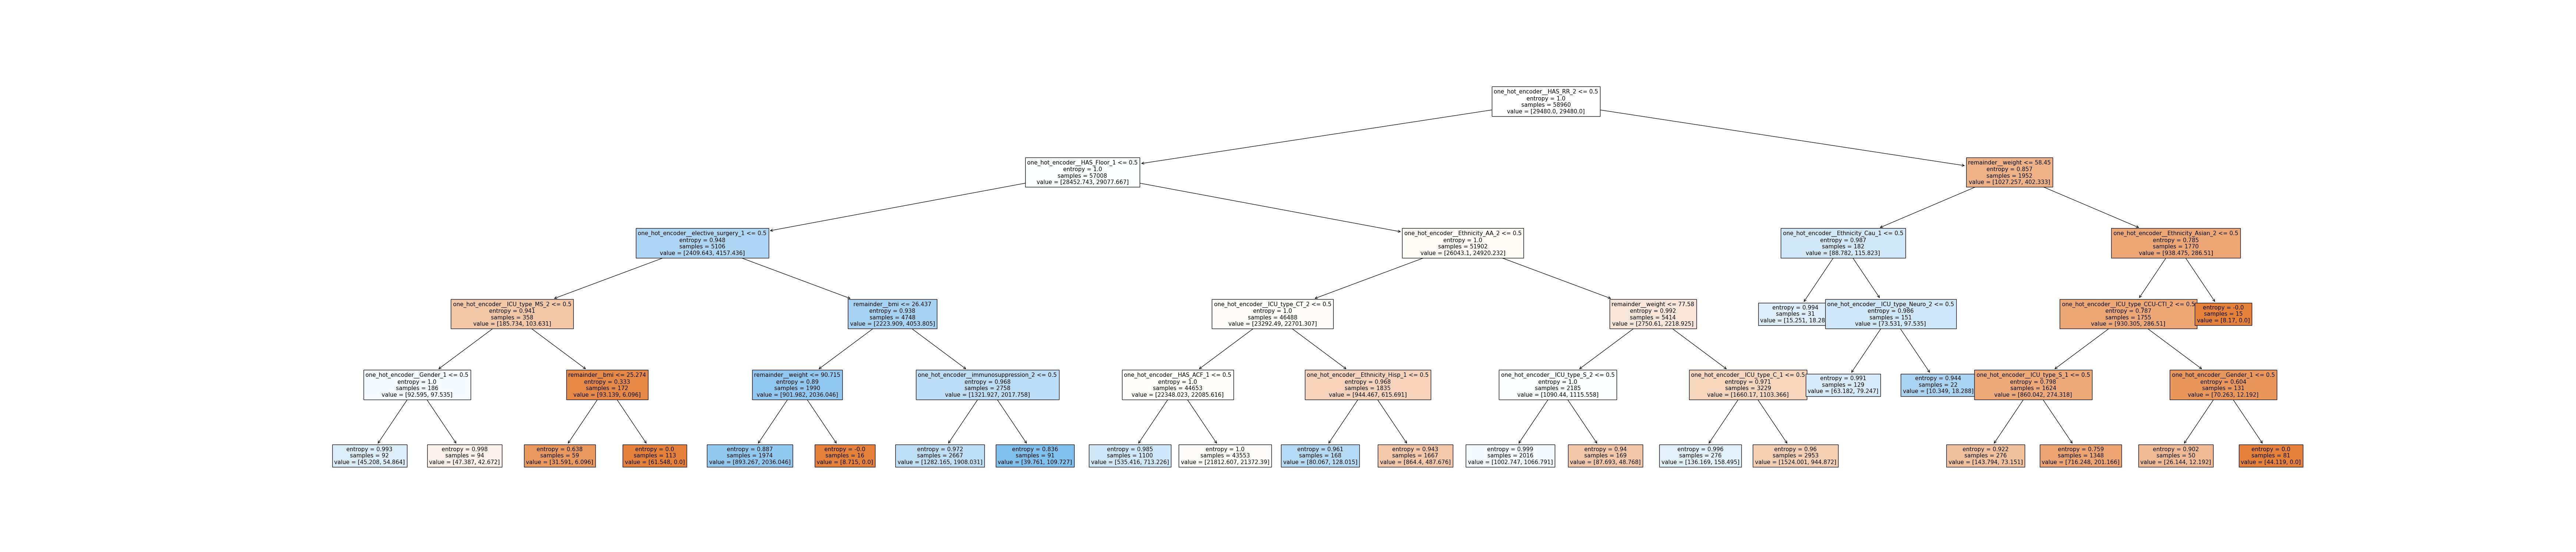 one_hot_encoder__HAS_RR_2 <= 0.5
entropy = 1.0
samples = 58960
value = [29480.0, 29480.0]
one_hot_encoder__HAS_Floor_1 <= 0.5
entropy = 1.0
samples = 57008
value = [28452.743, 29077.667]
remainder__weight <= 58.45
entropy = 0.857
samples = 1952
value = [1027.257, 402.333]
one_hot_encoder__elective_surgery_1 <= 0.5
entropy = 0.948
samples = 5106
value = [2409.643, 4157.436]
one_hot_encoder__Ethnicity_AA_2 <= 0.5
entropy = 1.0
samples = 51902
value = [26043.1, 24920.232]
one_hot_encoder__Ethnicity_Cau_1 <= 0.5
entropy = 0.987
samples = 182
value = [88.782, 115.823]
one_hot_encoder__Ethnicity_Asian_2 <= 0.5
entropy = 0.785
samples = 1770
value = [938.475, 286.51]
one_hot_encoder__ICU_type_MS_2 <= 0.5
entropy = 0.941
samples = 358
value = [185.734, 103.631]
remainder__bmi <= 26.437
entropy = 0.938
samples = 4748
value = [2223.909, 4053.805]
one_hot_encoder__ICU_type_CT_2 <= 0.5
entropy = 1.0
samples = 46488
value = [23292.49, 22701.307]
remainder__weight <= 77.58
entropy = 0.992
samples = 5414
value = [2750.61, 2218.925]
entropy = 0.994
samples = 31
value = [15.251, 18.28
one_hot_encoder__ICU_type_Neuro_2 <= 0.5
entropy = 0.986
samples = 151
value = [73.531, 97.535]
one_hot_encoder__ICU_type_CCU-CTI_2 <= 0.5
entropy = 0.787
samples = 1755
value = [930.305, 286.51]
entropy = -0.0
samples = 15
value = [8.17, 0.0]
one_hot_encoder__Gender_1 <= 0.5
entropy = 1.0
samples = 186
value = [92.595, 97.535]
remainder__bmi <= 25.274
entropy = 0.333
samples = 172
value = [93.139, 6.096]
remainder__weight <= 90.715
entropy = 0.89
samples = 1990
value = [901.982, 2036.046]
one_hot_encoder__immunosuppression_2 <= 0.5
entropy = 0.968
samples = 2758
value = [1321.927, 2017.758]
one_hot_encoder__HAS_ACF_1 <= 0.5
entropy = 1.0
samples = 44653
value = [22348.023, 22085.616]
one_hot_encoder__Ethnicity_Hisp_1 <= 0.5
entropy = 0.968
samples = 1835
value = [944.467, 615.691]
one_hot_encoder__ICU_type_S_2 <= 0.5
entropy = 1.0
samples = 2185
value = [1090.44, 1115.558]
one_hot_encoder__ICU_type_C_1 <= 0.5
entropy = 0.971
samples = 3229
value = [1660.17, 1103.366]
entropy = 0.991
samples = 129
value = [63.182, 79.247]
entropy = 0.944
samples = 22
value = [10.349, 18.288]
one_hot_encoder__ICU_type_S_1 <= 0.5
entropy = 0.798
samples = 1624
value = [860.042, 274.318]
one_hot_encoder__Gender_1 <= 0.5
entropy = 0.604
samples = 131
value = [70.263, 12.192]
entropy = 0.993
samples = 92
value = [45.208, 54.864]
entropy = 0.998
samples = 94
value = [47.387, 42.672]
entropy = 0.638
samples = 59
value = [31.591, 6.096]
entropy = 0.0
samples = 113
value = [61.548, 0.0]
entropy = 0.887
samples = 1974
value = [893.267, 2036.046]
entropy = -0.0
samples = 16
value = [8.715, 0.0]
entropy = 0.972
samples = 2667
value = [1282.165, 1908.031]
entropy = 0.836
samples = 91
value = [39.761, 109.727]
entropy = 0.985
samples = 1100
value = [535.416, 713.226]
entropy = 1.0
samples = 43553
value = [21812.607, 21372.39]
entropy = 0.961
samples = 168
value = [80.067, 128.015]
entropy = 0.943
samples = 1667
value = [864.4, 487.676]
entropy = 0.999
samples = 2016
value = [1002.747, 1066.791]
entropy = 0.94
samples = 169
value = [87.693, 48.768]
entropy = 0.996
samples = 276
value = [136.169, 158.495]
entropy = 0.96
samples = 2953
value = [1524.001, 944.872]
entropy = 0.922
samples = 276
value = [143.794, 73.151]
entropy = 0.759
samples = 1348
value = [716.248, 201.166]
entropy = 0.902
samples = 50
value = [26.144, 12.192]
entropy = 0.0
samples = 81
value = [44.119, 0.0]